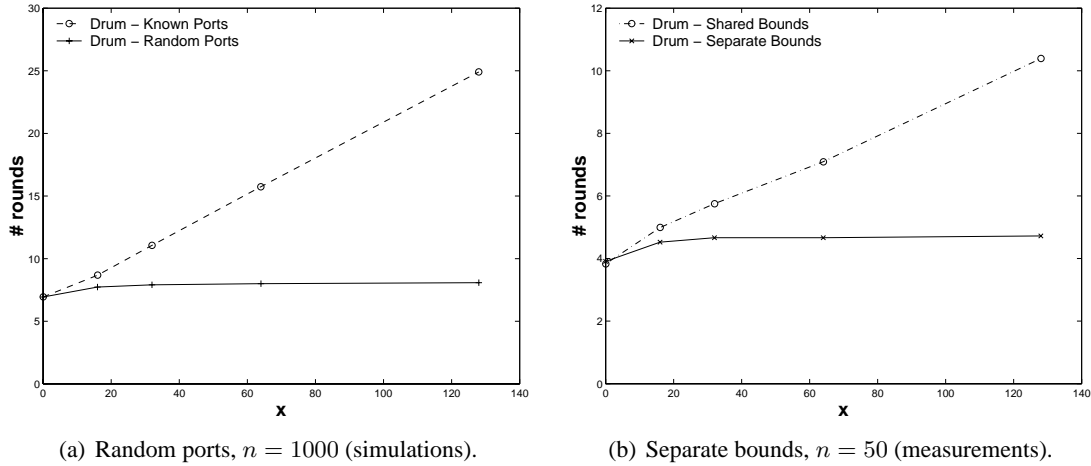 30
25
20
15
10
5
0
# rounds
Drum − Known Ports
Drum − Random Ports
0 20 40 60 80 100 120 140
x
(a) Random ports, n = 1000 (simulations).
12
10
8
6
4
2
0
# rounds
Drum − Shared Bounds
Drum − Separate Bounds
0 20 40 60 80 100 120 140
x
(b) Separate bounds, n = 50 (measurements).